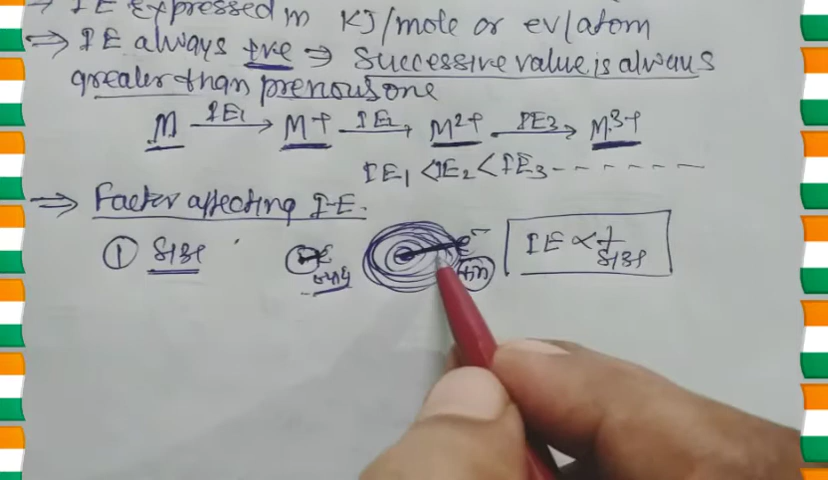 → IE expressed in KJ/mole or ev/atom
⇒ IE always +ve ⇒ Successive value is always
greater than previous one
M —IE1→ M+ —IE2→ M2+ —IE3→ M3+
IE1 < IE2 < IE3 - - - - - - -
⇒ Factor affecting I.E.
① Size e- IE ∝ 1/size